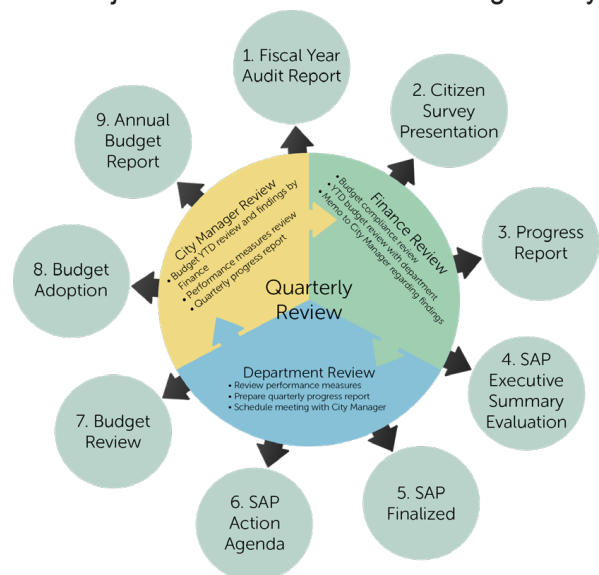 1. Fiscal Year
Audit Report
2. Citizen
Survey
Presentation
3. Progress
Report
4. SAP
Executive
Summary
Evaluation
5. SAP
Finalized
6. SAP
Action
Agenda
7. Budget
Review
8. Budget
Adoption
9. Annual
Budget
Report
City Manager Review
• Budget YTD review and findings by
Finance
• Performance measures review
• Quarterly progress report
Finance Review
• Budget compliance review
• YTD budget review with department
• Memo to City Manager regarding findings
Quarterly
Review
Department Review
• Review performance measures
• Prepare quarterly progress report
• Schedule meeting with City Manager